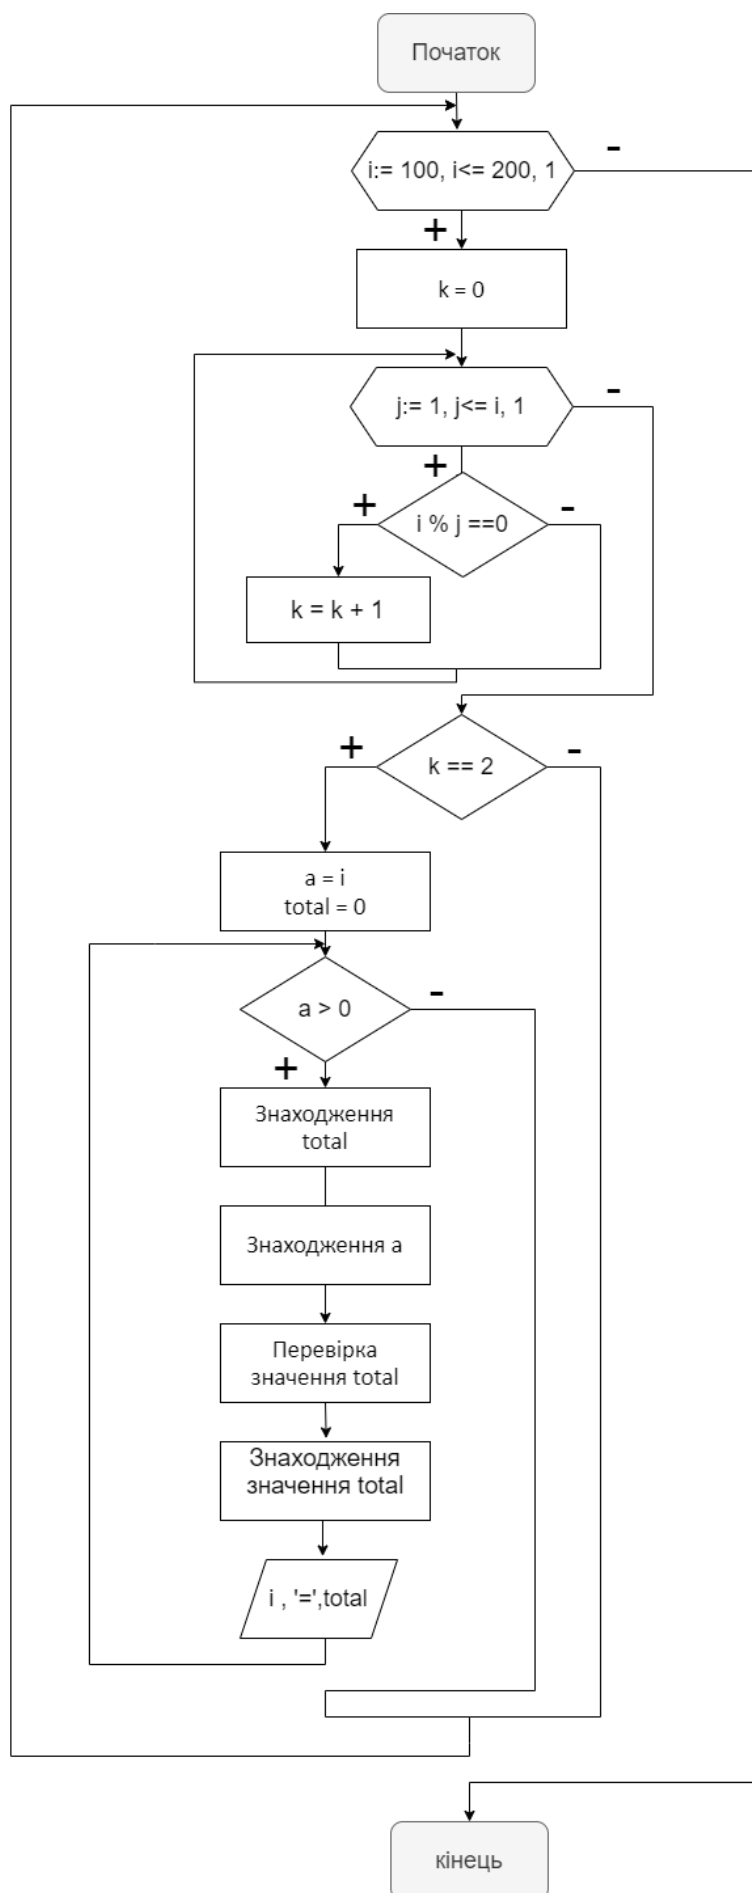 Початок
i:= 100, i<= 200, 1
-
+
k = 0
j:= 1, j<= i, 1
-
+
i % j ==0
+
-
k = k + 1
k == 2
+
-
a = i
total = 0
a > 0
-
+
Знаходження
total
Знаходження а
Перевірка
значення total
Знаходження
значення total
i , '=',total
кінець